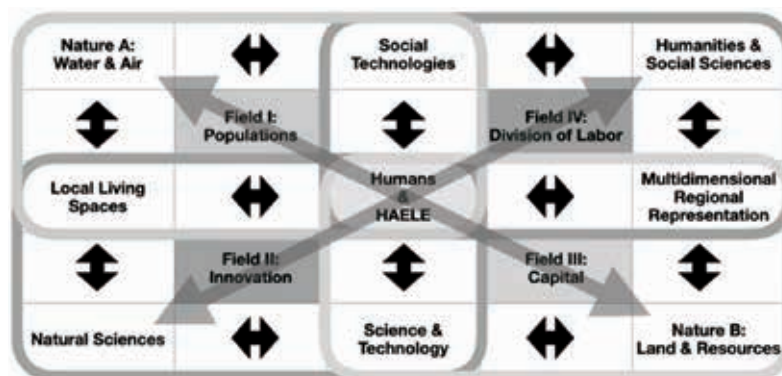 Nature A:
Water & Air
Social
Technologies
Humanities &
Social Sciences
Field I:
Populations
Field IV:
Division of Labor
Local Living
Spaces
Humans
&
HAELE
Multidimensional
Regional
Representation
Field II:
Innovation
Field III:
Capital
Natural Sciences
Science &
Technology
Nature B:
Land & Resources